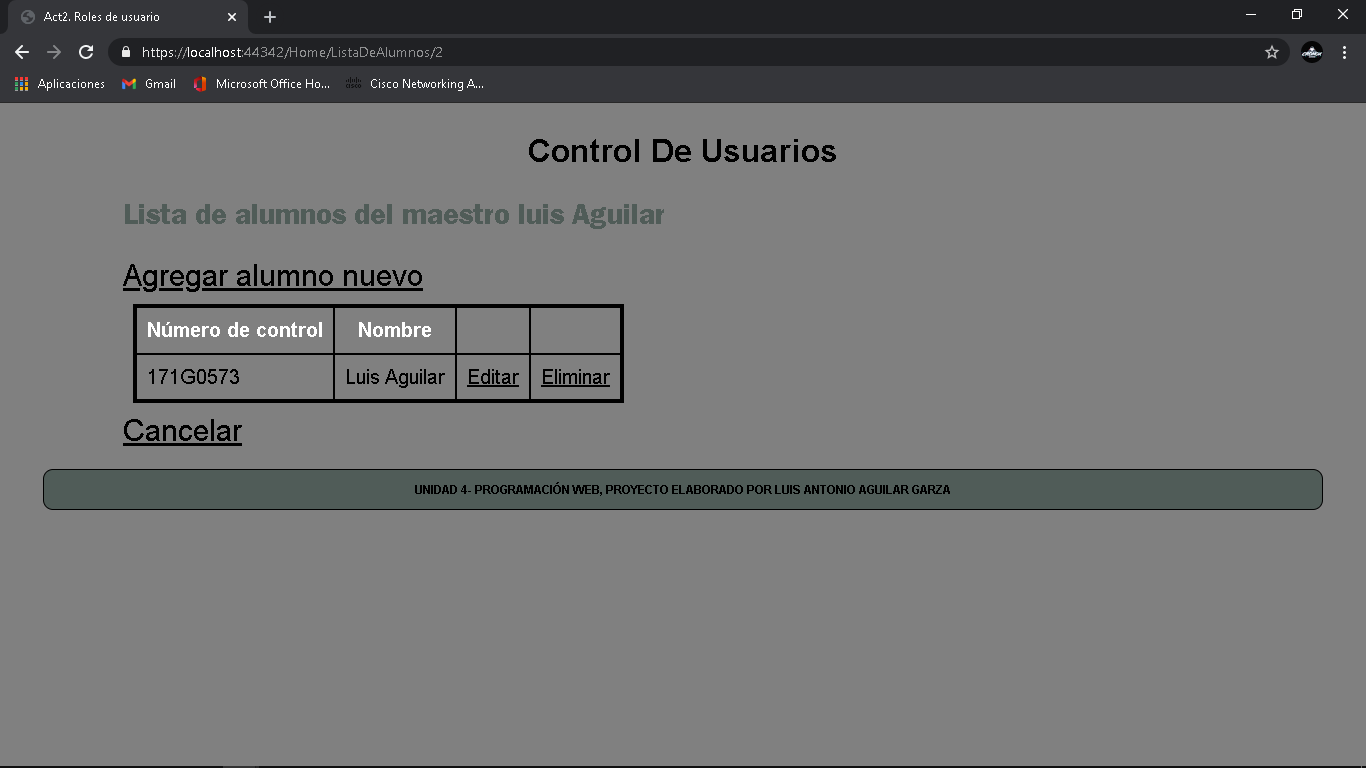 Act2. Roles de usuario
https://localhost:44342/Home/ListaDeAlumnos/2
Aplicaciones Gmail Microsoft Office Ho... Cisco Networking A...
Control De Usuarios
Lista de alumnos del maestro luis Aguilar
Agregar alumno nuevo
Número de control Nombre
171G0573 Luis Aguilar Editar Eliminar
Cancelar
UNIDAD 4- PROGRAMACIÓN WEB, PROYECTO ELABORADO POR LUIS ANTONIO AGUILAR GARZA